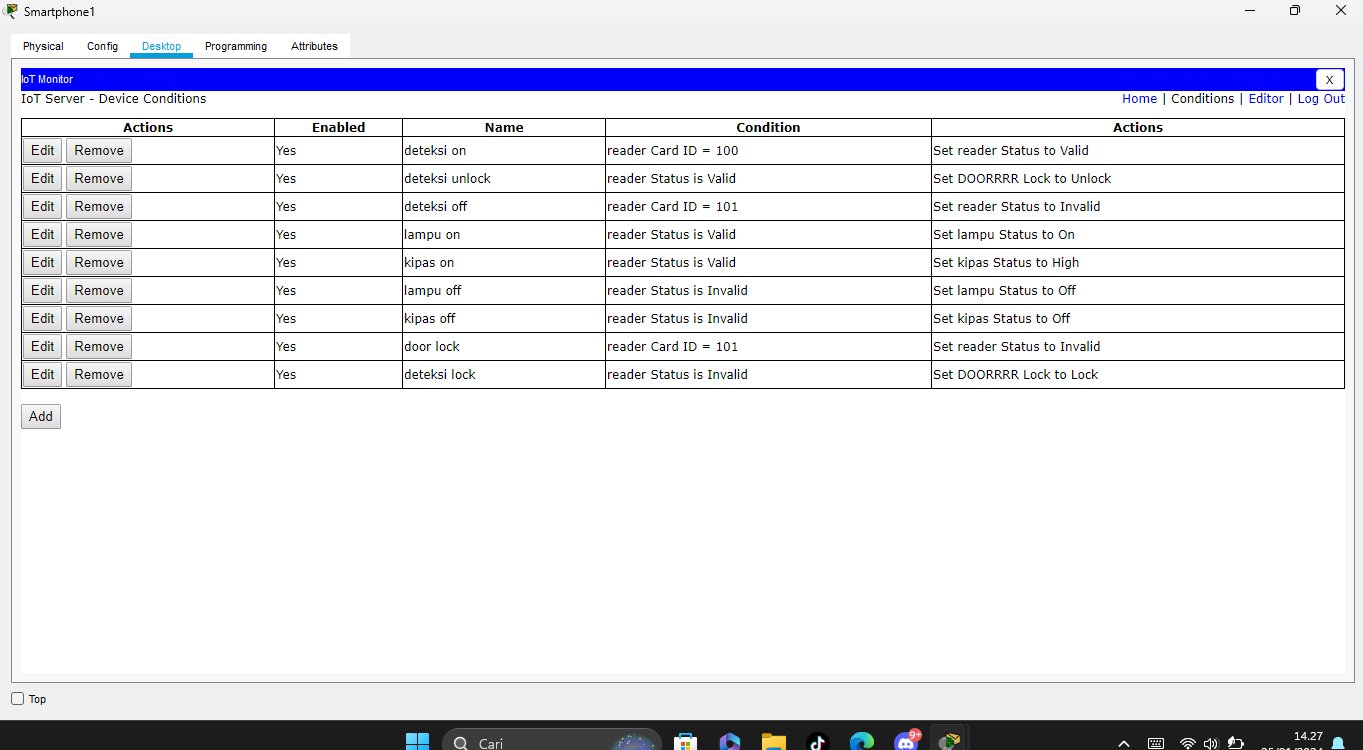 Smartphone1
Physical Config Desktop Programming Attributes
IoT Monitor X
IoT Server - Device Conditions Home | Conditions | Editor | Log Out
Actions Enabled Name Condition Actions
Edit Remove Yes deteksi on reader Card ID = 100 Set reader Status to Valid
Edit Remove Yes deteksi unlock reader Status is Valid Set DOORRRR Lock to Unlock
Edit Remove Yes deteksi off reader Card ID = 101 Set reader Status to Invalid
Edit Remove Yes lampu on reader Status is Valid Set lampu Status to On
Edit Remove Yes kipas on reader Status is Valid Set kipas Status to High
Edit Remove Yes lampu off reader Status is Invalid Set lampu Status to Off
Edit Remove Yes kipas off reader Status is Invalid Set kipas Status to Off
Edit Remove Yes door lock reader Card ID = 101 Set reader Status to Invalid
Edit Remove Yes deteksi lock reader Status is Invalid Set DOORRRR Lock to Lock
Add
Top
Cari 9+ 14.27